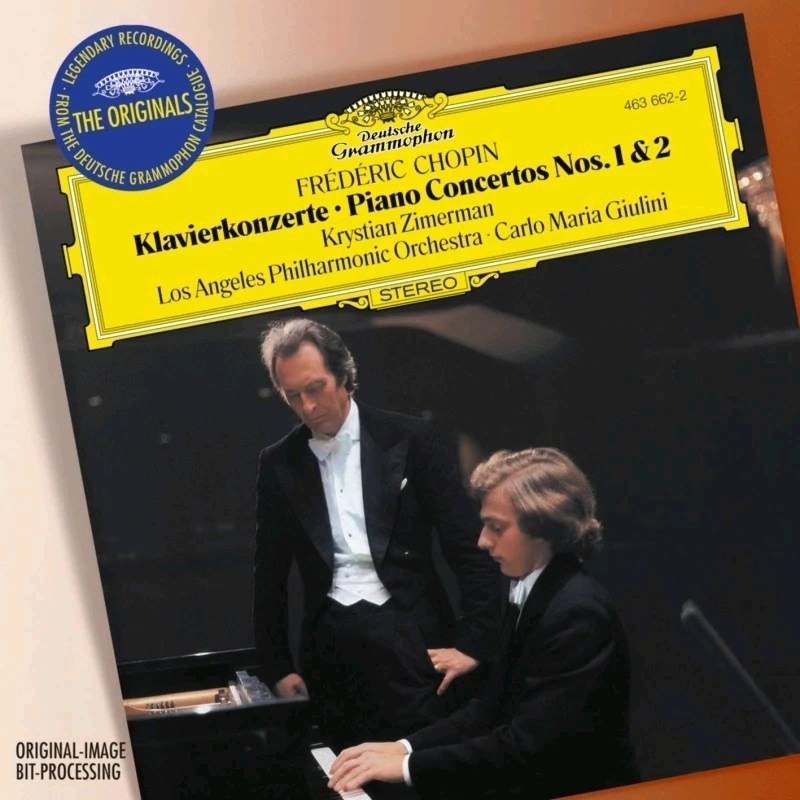 LEGENDARY RECORDINGS
THE ORIGINALS
FROM THE DEUTSCHE GRAMMOPHON CATALOGUE
463 662-2
Deutsche
Grammophon
FRÉDÉRIC CHOPIN
Klavierkonzerte · Piano Concertos Nos. 1 & 2
Krystian Zimerman
Los Angeles Philharmonic Orchestra · Carlo Maria Giulini
STEREO
ORIGINAL-IMAGE
BIT-PROCESSING